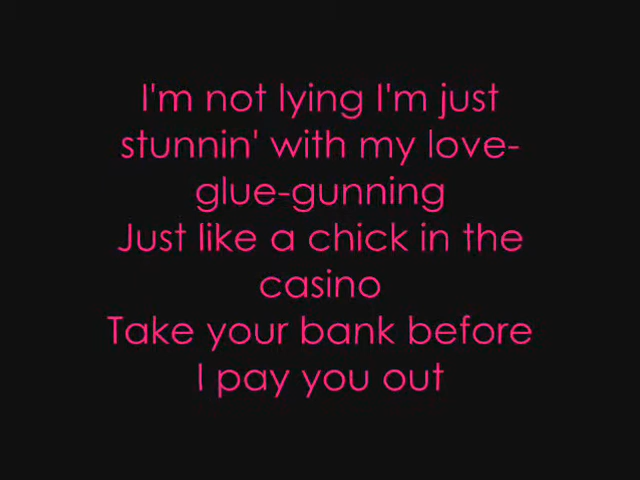 I'm not lying I'm just
stunnin' with my love-
glue-gunning
Just like a chick in the
casino
Take your bank before
I pay you out